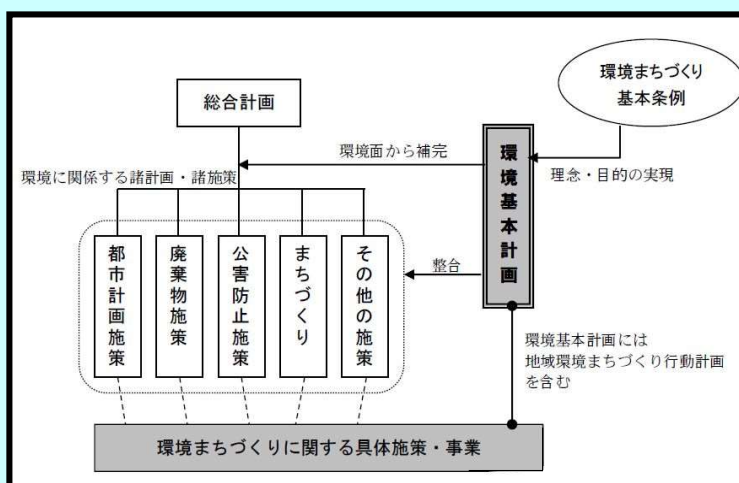 環境まちづくり
基本条例
総合計画
環境面から補完
環境基本計画
理念・目的の実現
環境に関係する諸計画・諸施策
都市計画施策
廃棄物施策
公害防止施策
まちづくり
その他の施策
整合
環境基本計画には
地域環境まちづくり行動計画
を含む
環境まちづくりに関する具体施策・事業